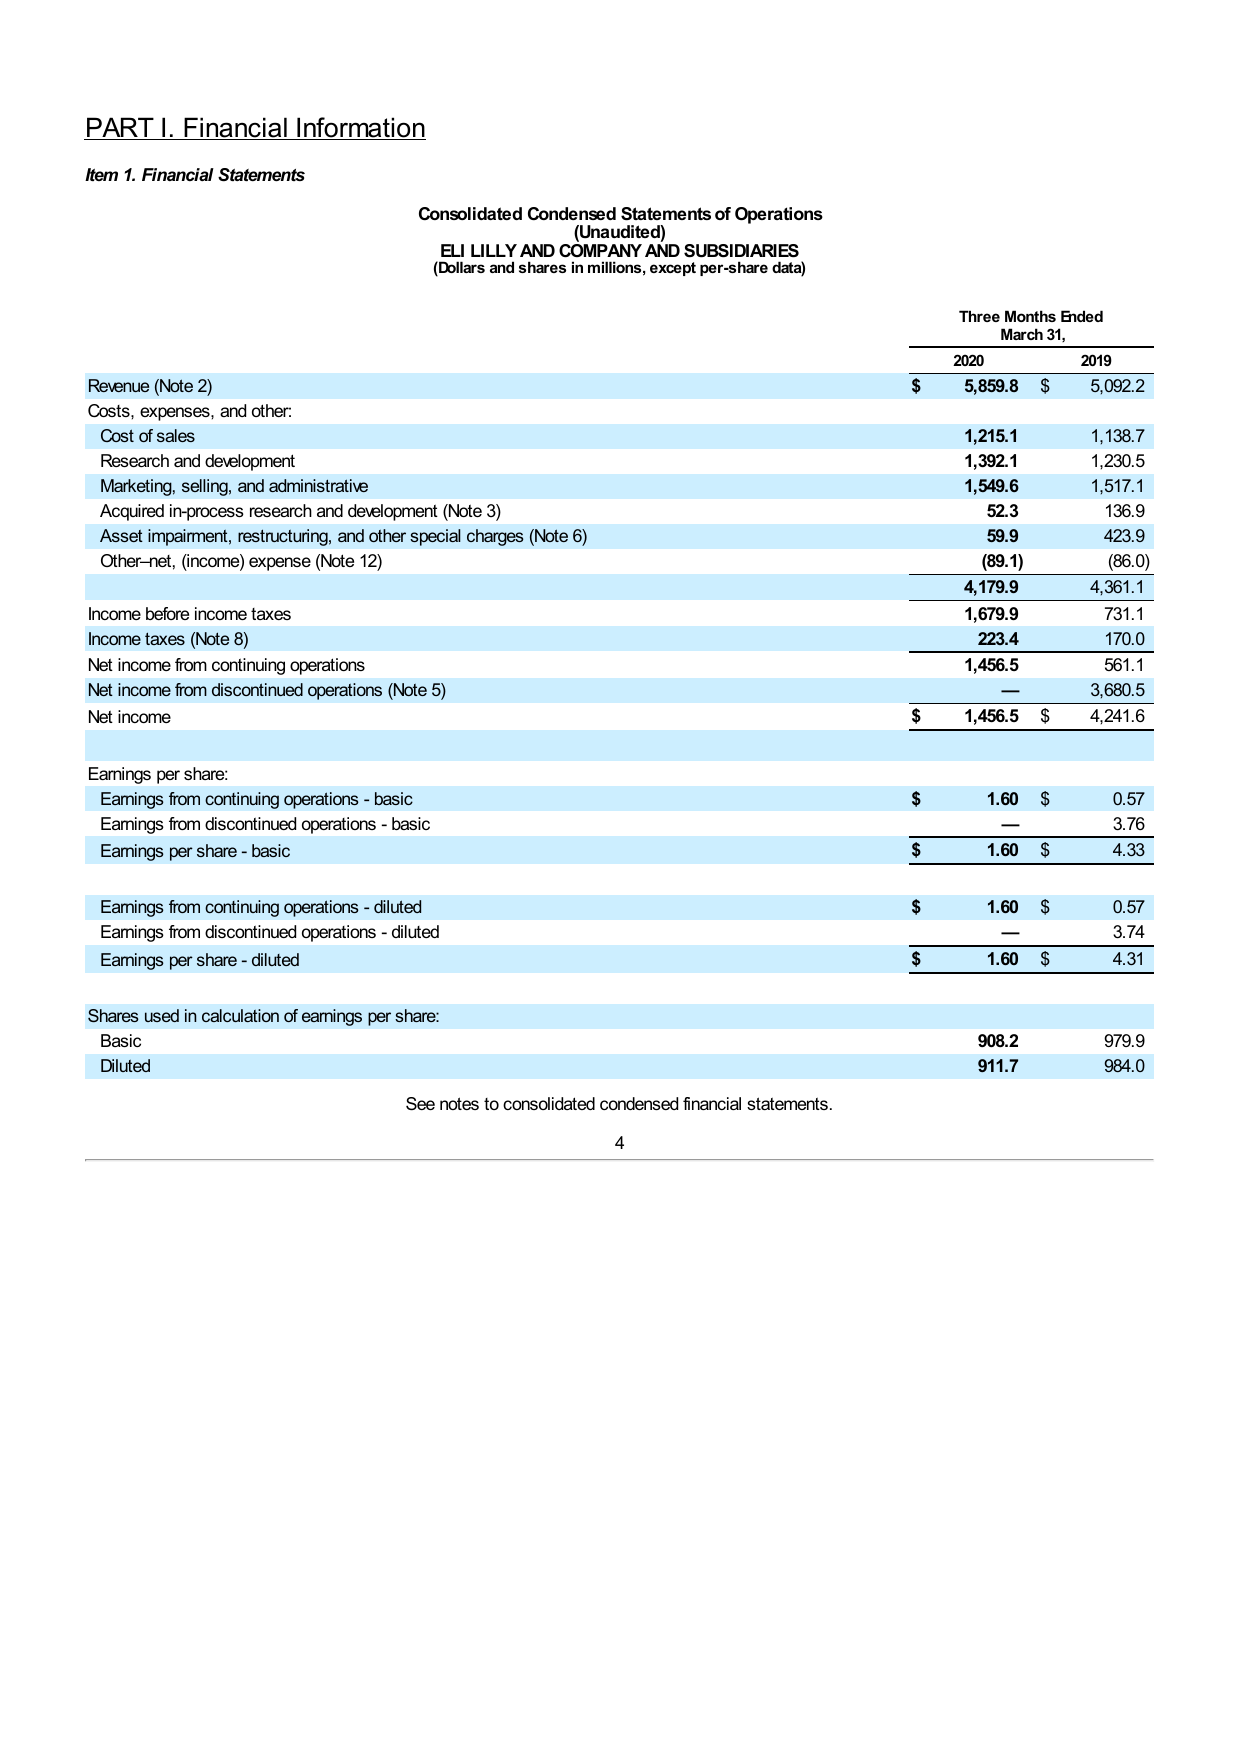 PART I. Financial Information
Item 1. Financial Statements
Consolidated Condensed Statements of Operations
(Unaudited)
ELI LILLY AND COMPANY AND SUBSIDIARIES
(Dollars and shares in millions, except per-share data)
Three Months Ended
March 31,
2020 2019
Revenue (Note 2) $ 5,859.8 $ 5,092.2
Costs, expenses, and other:
Cost of sales 1,215.1 1,138.7
Research and development 1,392.1 1,230.5
Marketing, selling, and administrative 1,549.6 1,517.1
Acquired in-process research and development (Note 3) 52.3 136.9
Asset impairment, restructuring, and other special charges (Note 6) 59.9 423.9
Other–net, (income) expense (Note 12) (89.1) (86.0)
4,179.9 4,361.1
Income before income taxes 1,679.9 731.1
Income taxes (Note 8) 223.4 170.0
Net income from continuing operations 1,456.5 561.1
Net income from discontinued operations (Note 5) — 3,680.5
Net income $ 1,456.5 $ 4,241.6
Earnings per share:
Earnings from continuing operations - basic $ 1.60 $ 0.57
Earnings from discontinued operations - basic — 3.76
Earnings per share - basic $ 1.60 $ 4.33
Earnings from continuing operations - diluted $ 1.60 $ 0.57
Earnings from discontinued operations - diluted — 3.74
Earnings per share - diluted $ 1.60 $ 4.31
Shares used in calculation of earnings per share:
Basic 908.2 979.9
Diluted 911.7 984.0
See notes to consolidated condensed financial statements.
4